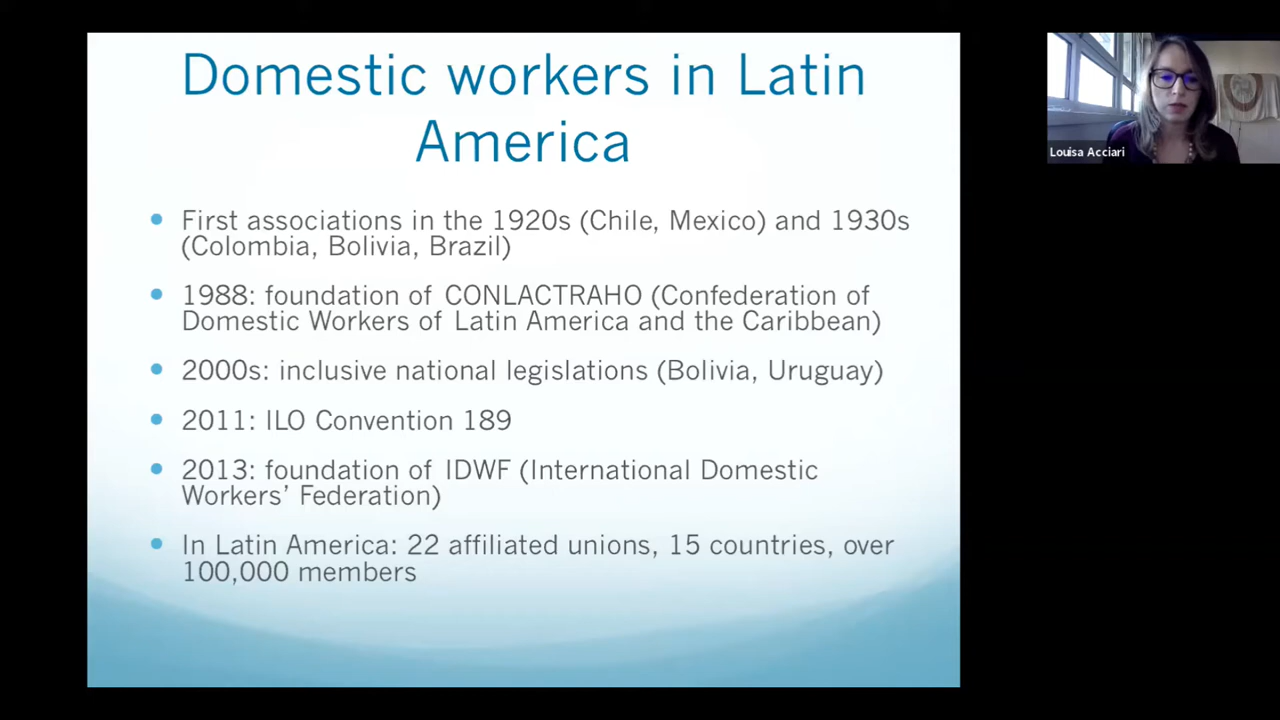 Domestic workers in Latin
America
First associations in the 1920s (Chile, Mexico) and 1930s
(Colombia, Bolivia, Brazil)
1988: foundation of CONLACTRAHO (Confederation of
Domestic Workers of Latin America and the Caribbean)
2000s: inclusive national legislations (Bolivia, Uruguay)
2011: ILO Convention 189
2013: foundation of IDWF (International Domestic
Workers’ Federation)
In Latin America: 22 affiliated unions, 15 countries, over
100,000 members
Louisa Acciari